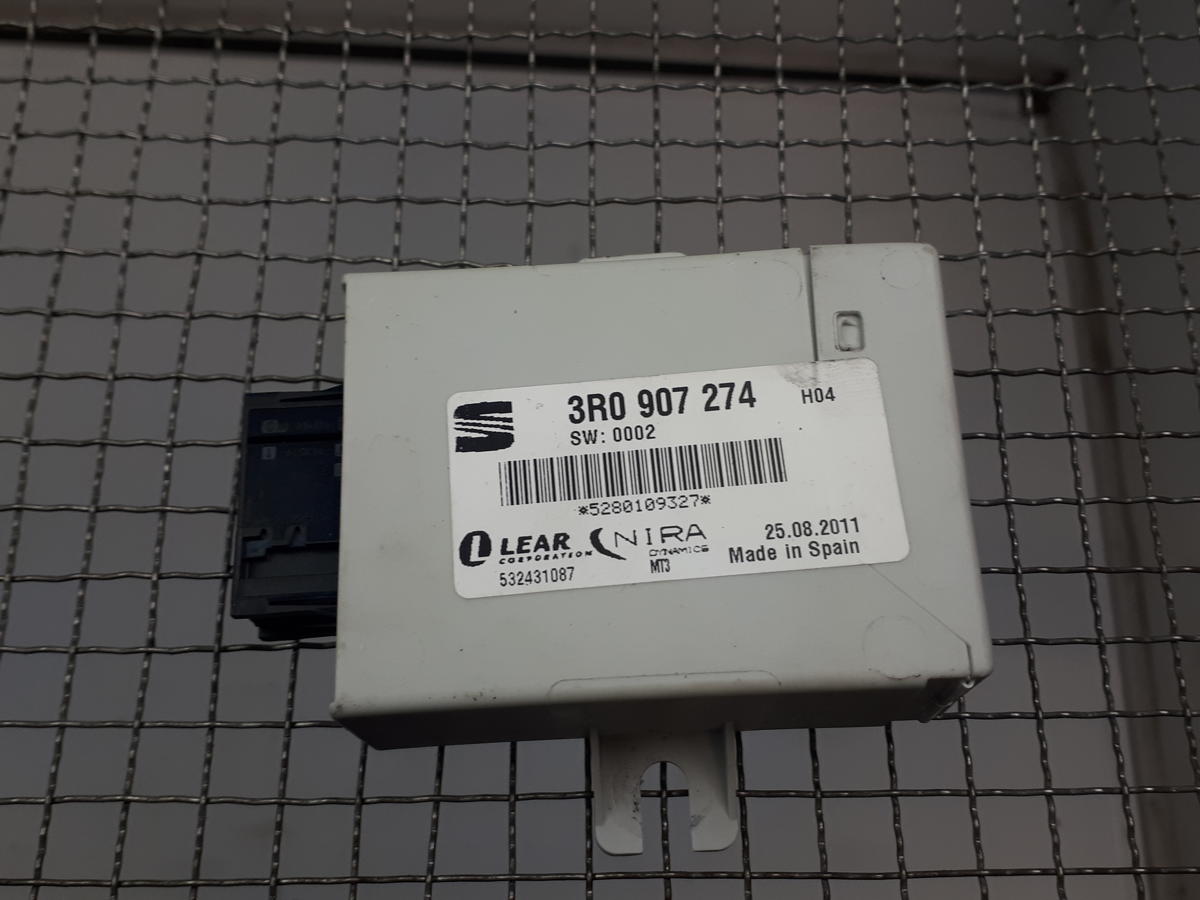 3R0 907 274 H04
SW: 0002
*5280109327*
LEAR
CORPORATION
NIRA
DYNAMICS
532431087
MT3
25.08.2011
Made in Spain